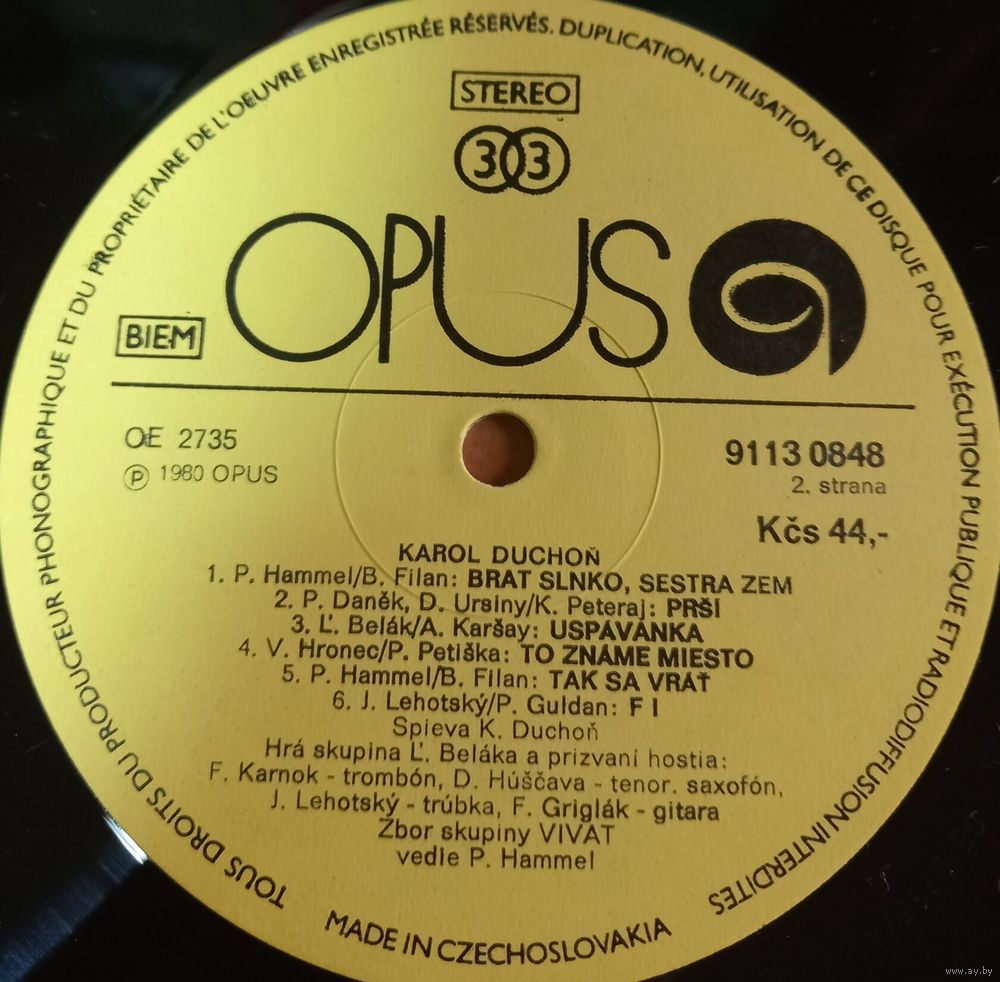 TOUS DROITS DU PRODUCTEUR PHONOGRAPHIQUE ET DU PROPRIÉTAIRE DE L'OEUVRE ENREGISTRÉE RÉSERVÉS. DUPLICATION, UTILISATION DE CE DISQUE POUR EXÉCUTION PUBLIQUE ET RADIODIFFUSION INTERDITES
STEREO
33
OPUS
BIEM
OE 2735
9113 0848
Ⓟ 1980 OPUS
2. strana
Kčs 44,-
KAROL DUCHOŇ
1. P. Hammel/B. Filan: BRAT SLNKO, SESTRA ZEM
2. P. Daněk, D. Ursiny/K. Peteraj: PRŠÍ
3. Ľ. Belák/A. Karšay: USPÁVANKA
4. V. Hronec/P. Petiška: TO ZNÁME MIESTO
5. P. Hammel/B. Filan: TAK SA VRÁŤ
6. J. Lehotský/P. Guldan: F I
Spieva K. Duchoň
Hrá skupina Ľ. Beláka a prizvaní hostia:
F. Karnok - trombón, D. Húščava - tenor. saxofón,
J. Lehotský - trúbka, F. Griglák - gitara
Zbor skupiny VIVAT
vedie P. Hammel
MADE IN CZECHOSLOVAKIA
www.ay.by